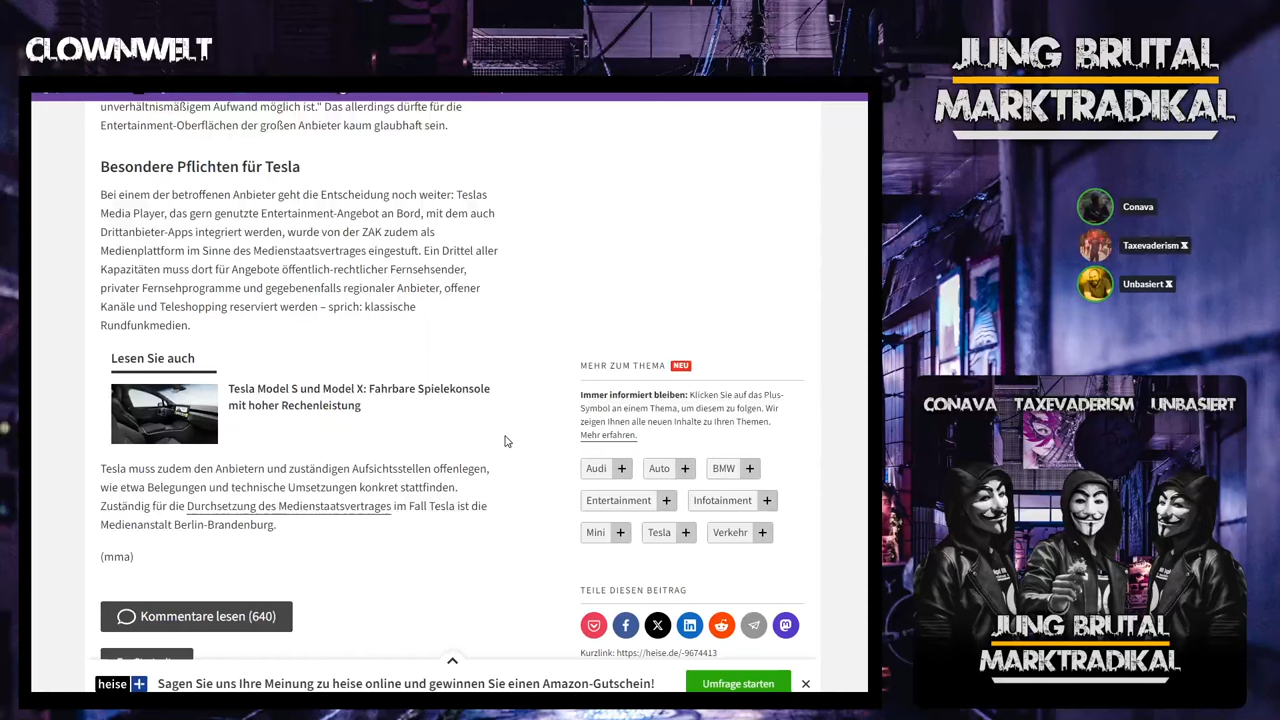 CLOWNWELT
JUNG BRUTAL
MARKTRADIKAL
unverhältnismäßigem Aufwand möglich ist." Das allerdings dürfte für die
Entertainment-Oberflächen der großen Anbieter kaum glaubhaft sein.
Besondere Pflichten für Tesla
Bei einem der betroffenen Anbieter geht die Entscheidung noch weiter: Teslas
Media Player, das gern genutzte Entertainment-Angebot an Bord, mit dem auch
Drittanbieter-Apps integriert werden, wurde von der ZAK zudem als
Medienplattform im Sinne des Medienstaatsvertrages eingestuft. Ein Drittel aller
Kapazitäten muss dort für Angebote öffentlich-rechtlicher Fernsehsender,
privater Fernsehprogramme und gegebenenfalls regionaler Anbieter, offener
Kanäle und Teleshopping reserviert werden – sprich: klassische
Rundfunkmedien.
Lesen Sie auch
Tesla Model S und Model X: Fahrbare Spielekonsole
mit hoher Rechenleistung
Tesla muss zudem den Anbietern und zuständigen Aufsichtsstellen offenlegen,
wie etwa Belegungen und technische Umsetzungen konkret stattfinden.
Zuständig für die Durchsetzung des Medienstaatsvertrages im Fall Tesla ist die
Medienanstalt Berlin-Brandenburg.
(mma)
Kommentare lesen (640)
MEHR ZUM THEMA NEU
Immer informiert bleiben: Klicken Sie auf das Plus-
Symbol an einem Thema, um diesem zu folgen. Wir
zeigen Ihnen alle neuen Inhalte zu Ihren Themen.
Mehr erfahren.
Audi + Auto + BMW +
Entertainment + Infotainment +
Mini + Tesla + Verkehr +
TEILE DIESEN BEITRAG
Kurzlink: https://heise.de/-9674413
heise + Sagen Sie uns Ihre Meinung zu heise online und gewinnen Sie einen Amazon-Gutschein! Umfrage starten
Conava
Taxevaderism X
Unbasiert X
CONAVA TAXEVADERISM UNBASIERT
JUNG BRUTAL
MARKTRADIKAL